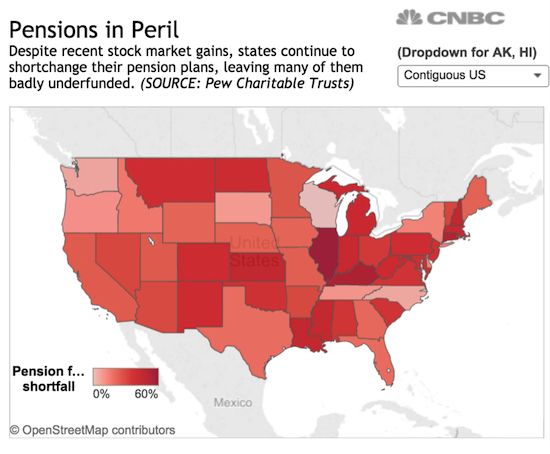 Pensions in Peril
CNBC
Despite recent stock market gains, states continue to
shortchange their pension plans, leaving many of them
badly underfunded. (SOURCE: Pew Charitable Trusts)
(Dropdown for AK, HI)
Contiguous US
United
States
Pension f...
shortfall
0% 60%
Mexico
© OpenStreetMap contributors